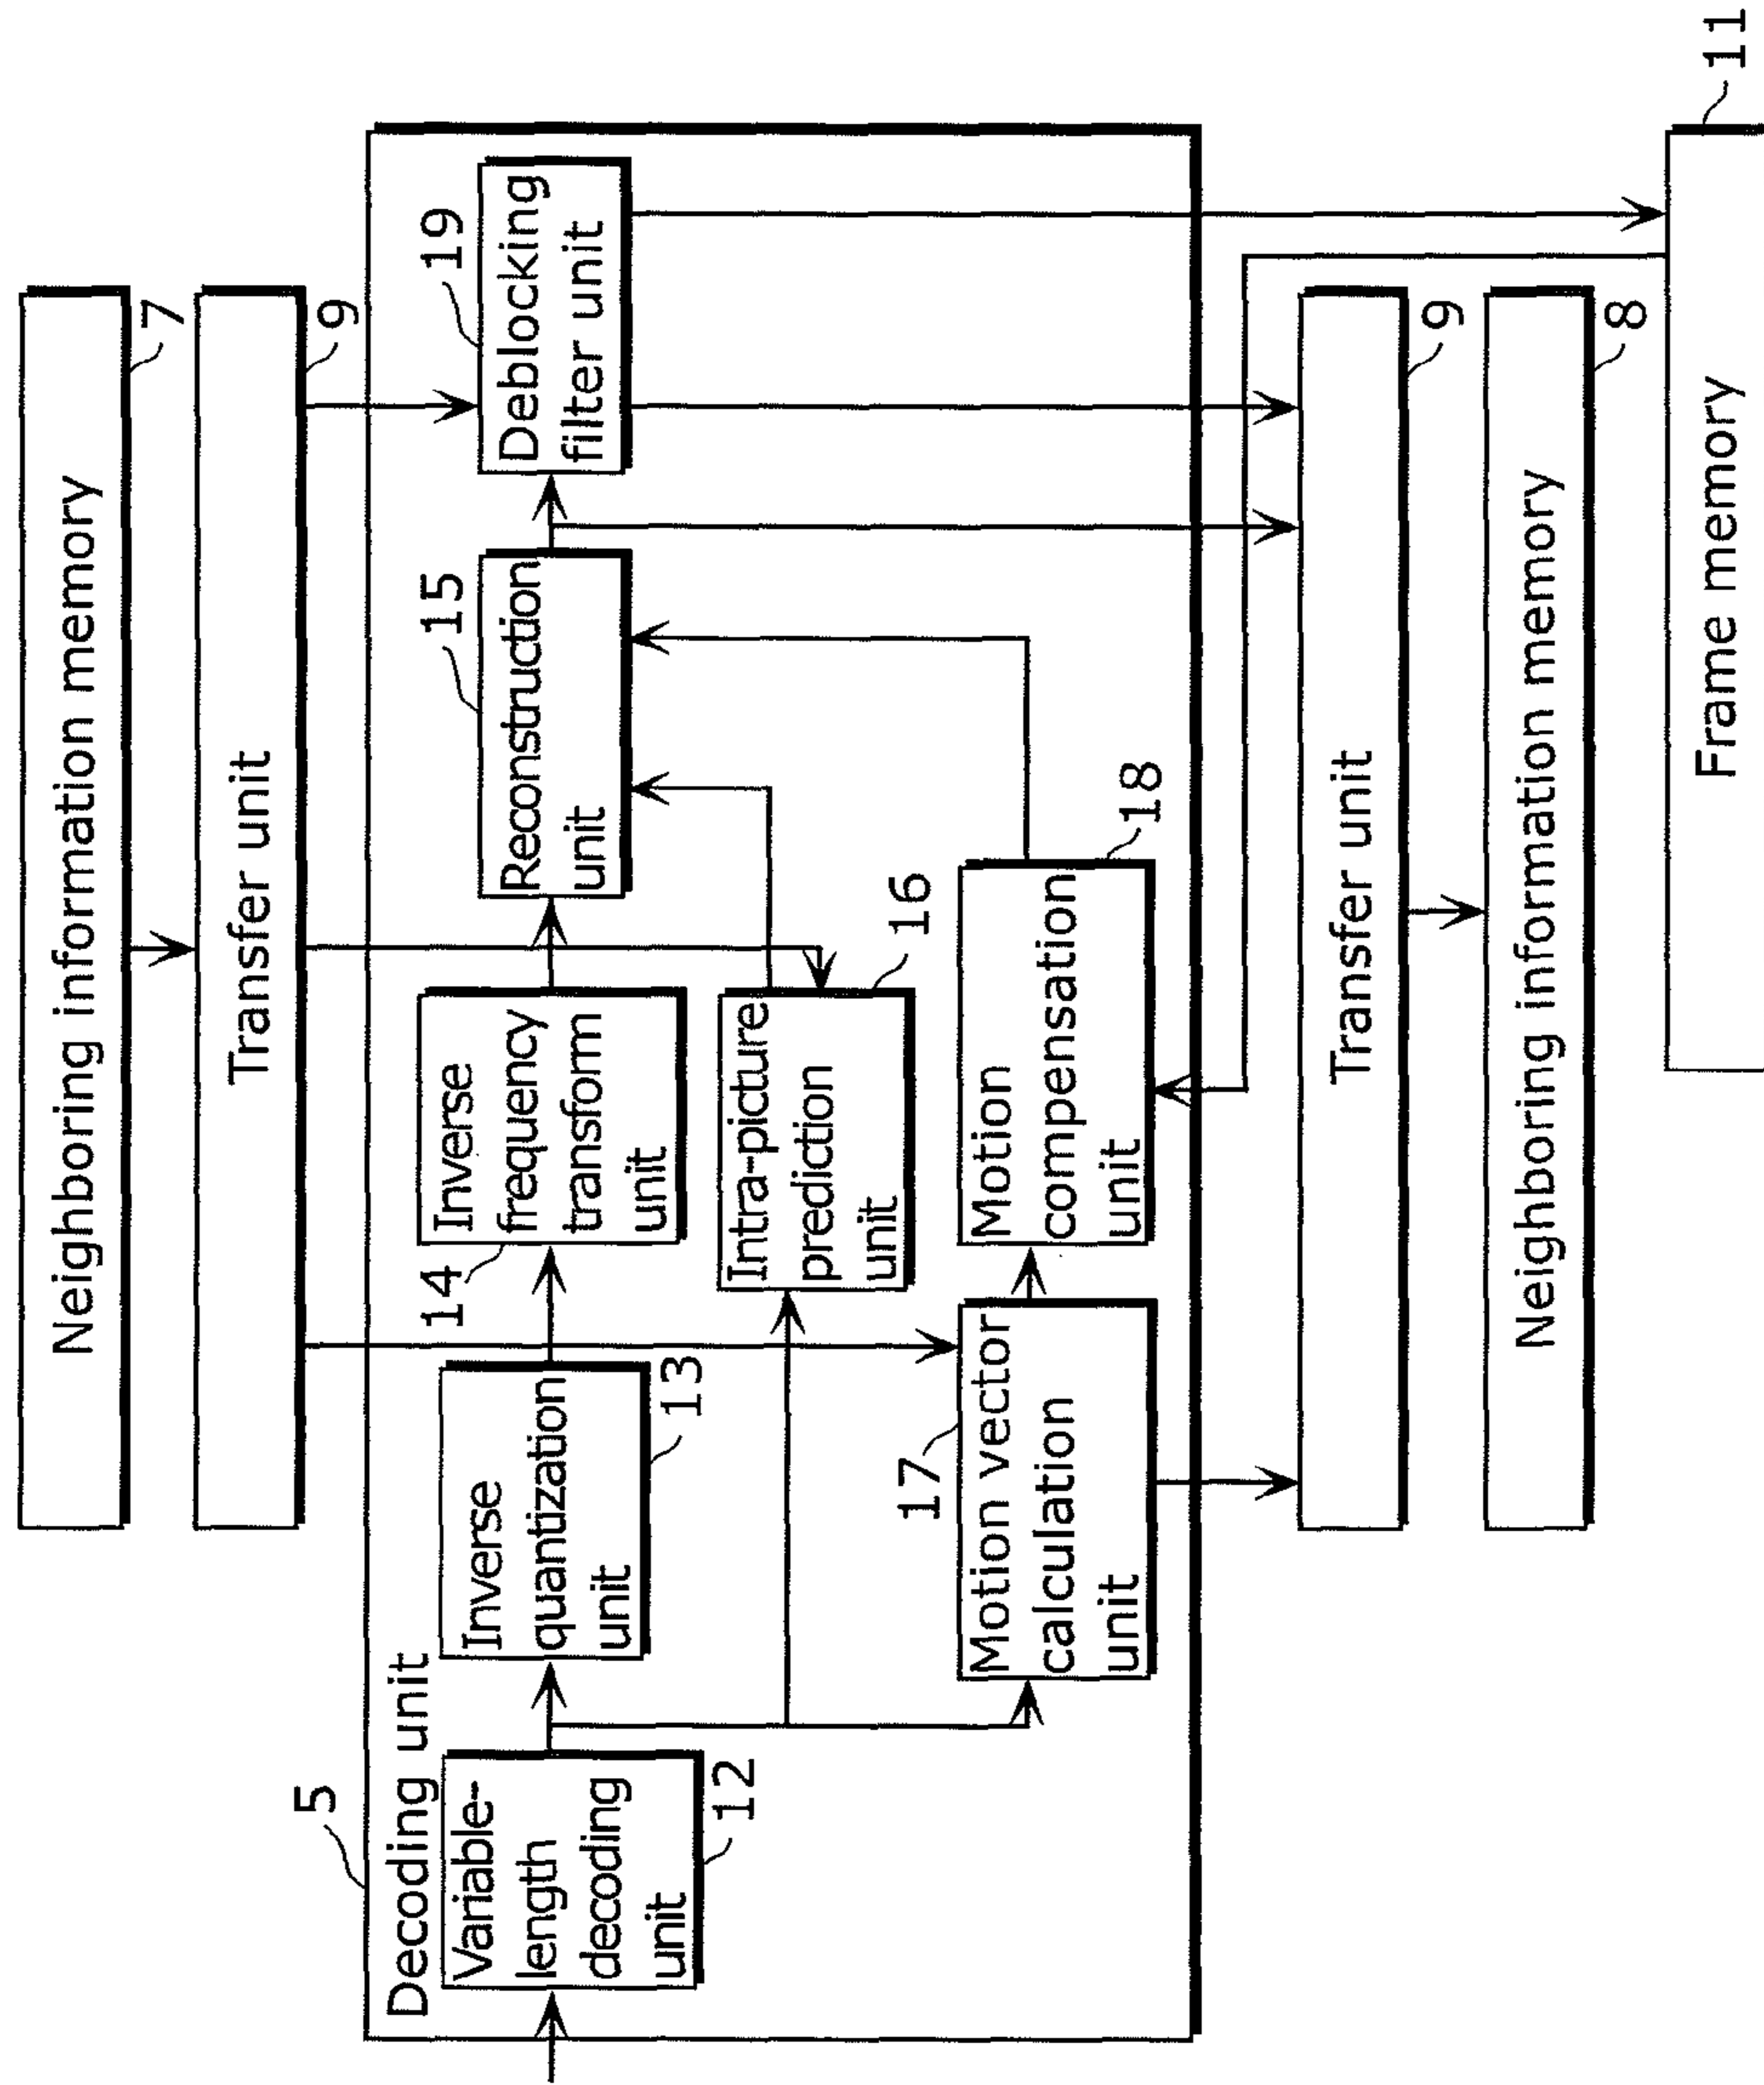 Neighboring information memory
7
Transfer unit
9
5
Decoding unit
Variable-
length
decoding
unit
12
Inverse
quantization
unit
13
14
Inverse
frequency
transform
unit
15
Reconstruction
unit
19
Deblocking
filter unit
Intra-picture
prediction
unit
16
17
Motion vector
calculation
unit
Motion
compensation
unit
18
Transfer unit
9
Neighboring information memory
8
Frame memory
11